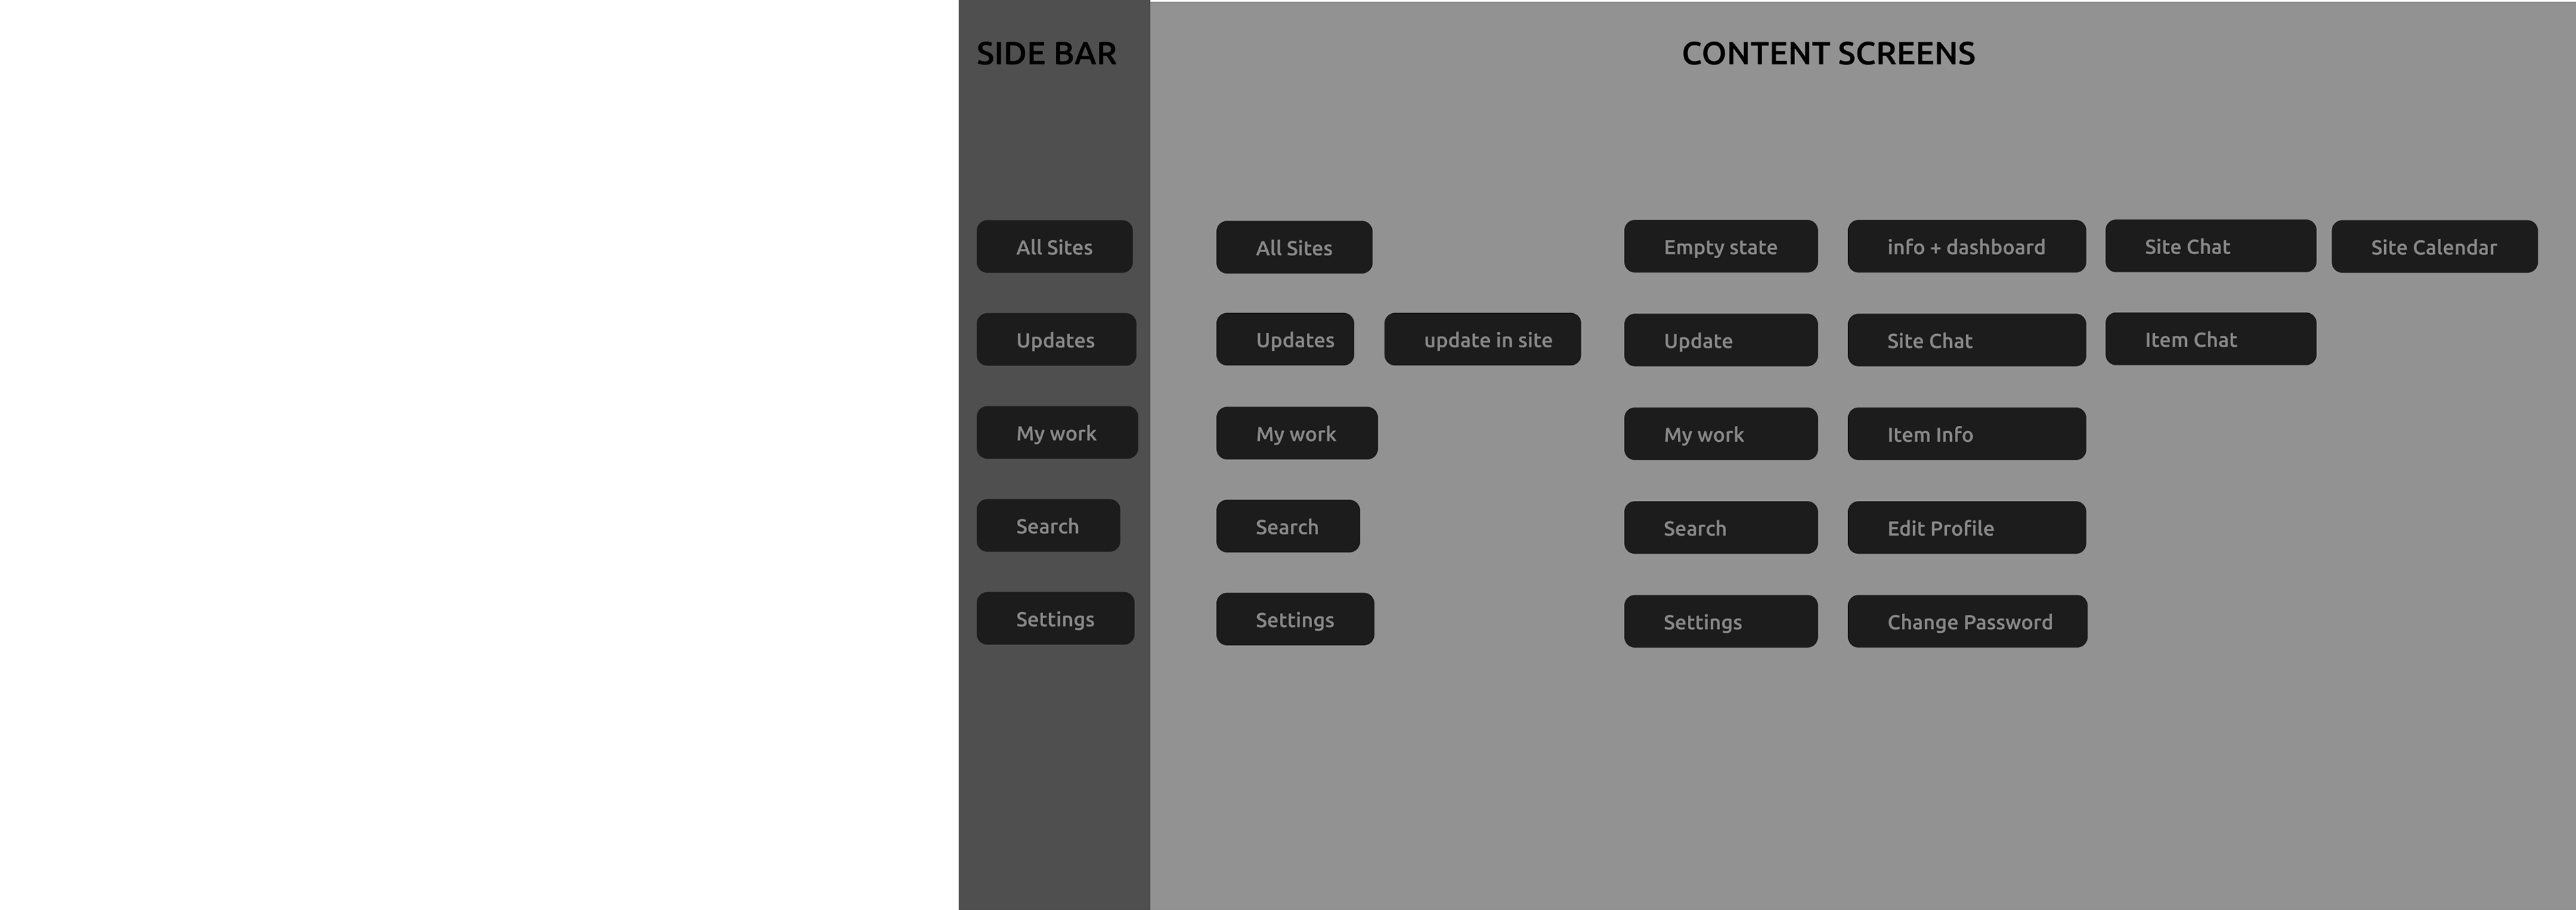 SIDE BAR
CONTENT SCREENS
All Sites
All Sites
Empty state
info + dashboard
Site Chat
Site Calendar
Updates
Updates
update in site
Update
Site Chat
Item Chat
My work
My work
My work
Item Info
Search
Search
Search
Edit Profile
Settings
Settings
Settings
Change Password